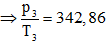 ⇒ p₃/T₃ = 342,86